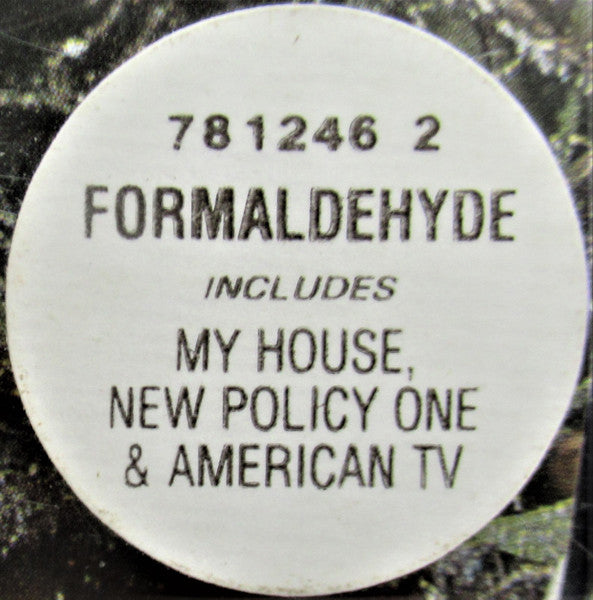 781246 2
FORMALDEHYDE
INCLUDES
MY HOUSE,
NEW POLICY ONE
& AMERICAN TV